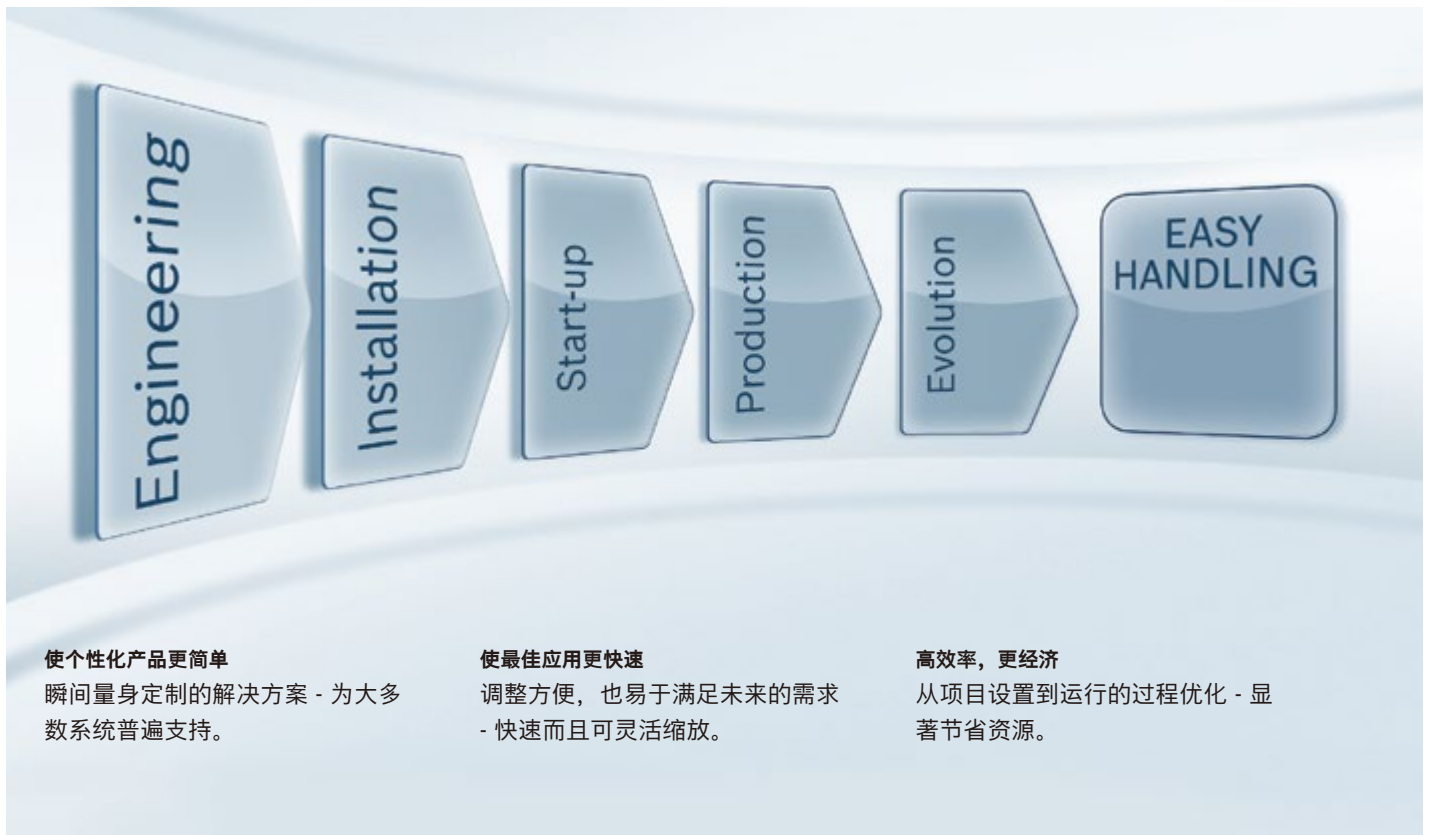 Engineering
Installation
Start-up
Production
Evolution
EASY
HANDLING
使个性化产品更简单
瞬间量身定制的解决方案 - 为大多
数系统普遍支持。
使最佳应用更快速
调整方便，也易于满足未来的需求
- 快速而且可灵活缩放。
高效率，更经济
从项目设置到运行的过程优化 - 显
著节省资源。